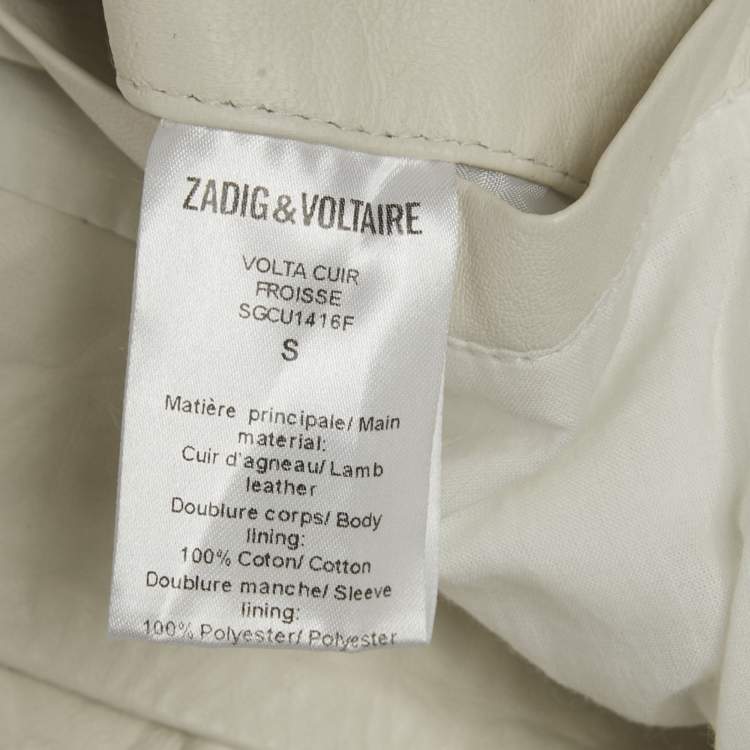 ZADIG&VOLTAIRE
VOLTA CUIR
FROISSE
SGCU1416F
S
Matière principale/ Main
material:
Cuir d'agneau/ Lamb
leather
Doublure corps/ Body
lining:
100% Coton/ Cotton
Doublure manche/ Sleeve
lining:
100% Polyester/ Polyester